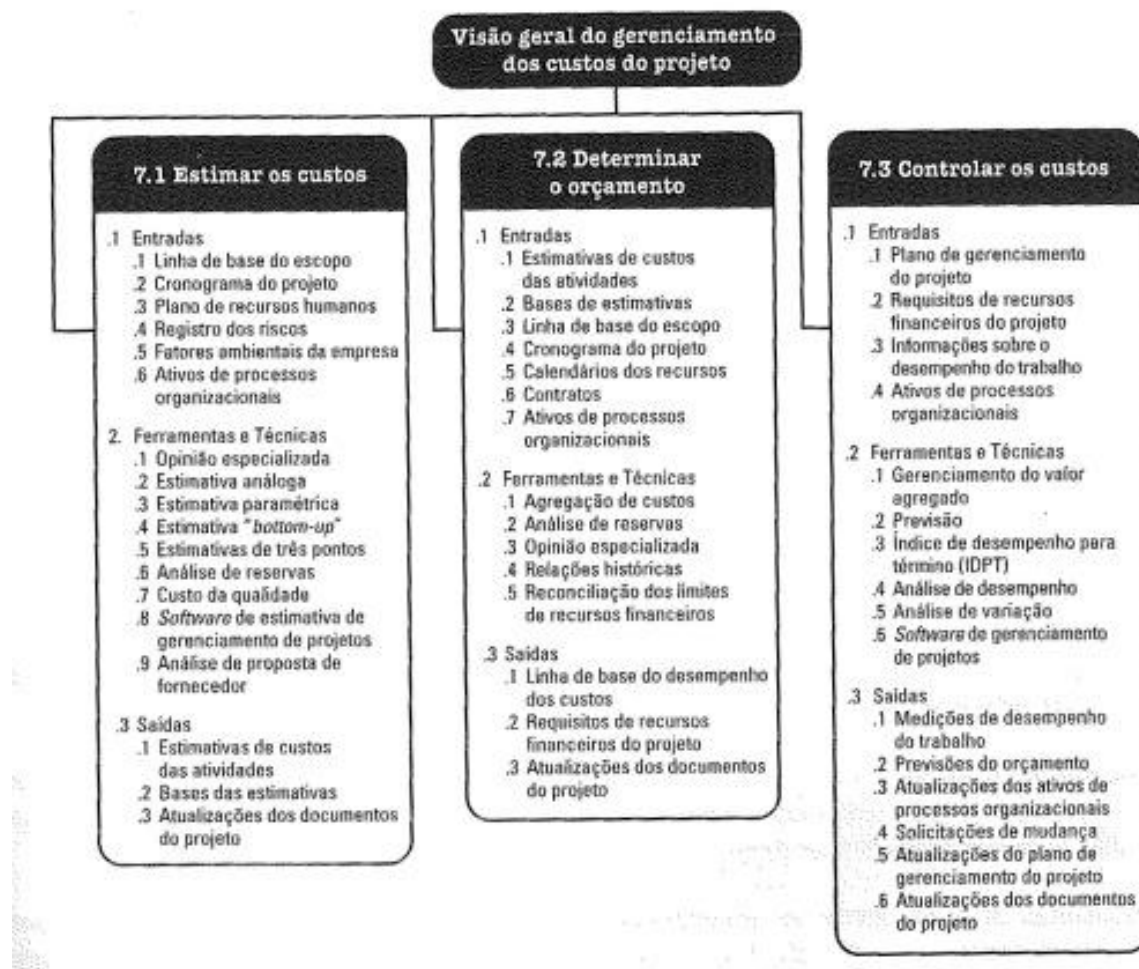 Visão geral do gerenciamento
dos custos do projeto
7.1 Estimar os custos
.1 Entradas
.1 Linha de base do escopo
.2 Cronograma do projeto
.3 Plano de recursos humanos
.4 Registro dos riscos
.5 Fatores ambientais da empresa
.6 Ativos de processos
organizacionais
2. Ferramentas e Técnicas
.1 Opinião especializada
.2 Estimativa análoga
.3 Estimativa paramétrica
.4 Estimativa "bottom-up"
.5 Estimativas de três pontos
.6 Análise de reservas
.7 Custo da qualidade
.8 Software de estimativa de
gerenciamento de projetos
.9 Análise de proposta de
fornecedor
.3 Saídas
.1 Estimativas de custos
das atividades
.2 Bases das estimativas
.3 Atualizações dos documentos
do projeto
7.2 Determinar
o orçamento
.1 Entradas
.1 Estimativas de custos
das atividades
.2 Bases de estimativas
.3 Linha de base do escopo
.4 Cronograma do projeto
.5 Calendários dos recursos
.6 Contratos
.7 Ativos de processos
organizacionais
.2 Ferramentas e Técnicas
.1 Agregação de custos
.2 Análise de reservas
.3 Opinião especializada
.4 Relações históricas
.5 Reconciliação dos limites
de recursos financeiros
.3 Saídas
.1 Linha de base do desempenho
dos custos
.2 Requisitos de recursos
financeiros do projeto
.3 Atualizações dos documentos
do projeto
7.3 Controlar os custos
.1 Entradas
.1 Plano de gerenciamento
do projeto
.2 Requisitos de recursos
financeiros do projeto
.3 Informações sobre o
desempenho do trabalho
.4 Ativos de processos
organizacionais
.2 Ferramentas e Técnicas
.1 Gerenciamento do valor
agregado
.2 Previsão
.3 Índice de desempenho para
término (IDPT)
.4 Análise de desempenho
.5 Análise de variação
.6 Software de gerenciamento
de projetos
.3 Saídas
.1 Medições de desempenho
do trabalho
.2 Previsões do orçamento
.3 Atualizações dos ativos de
processos organizacionais
.4 Solicitações de mudança
.5 Atualizações do plano de
gerenciamento do projeto
.6 Atualizações dos documentos
do projeto